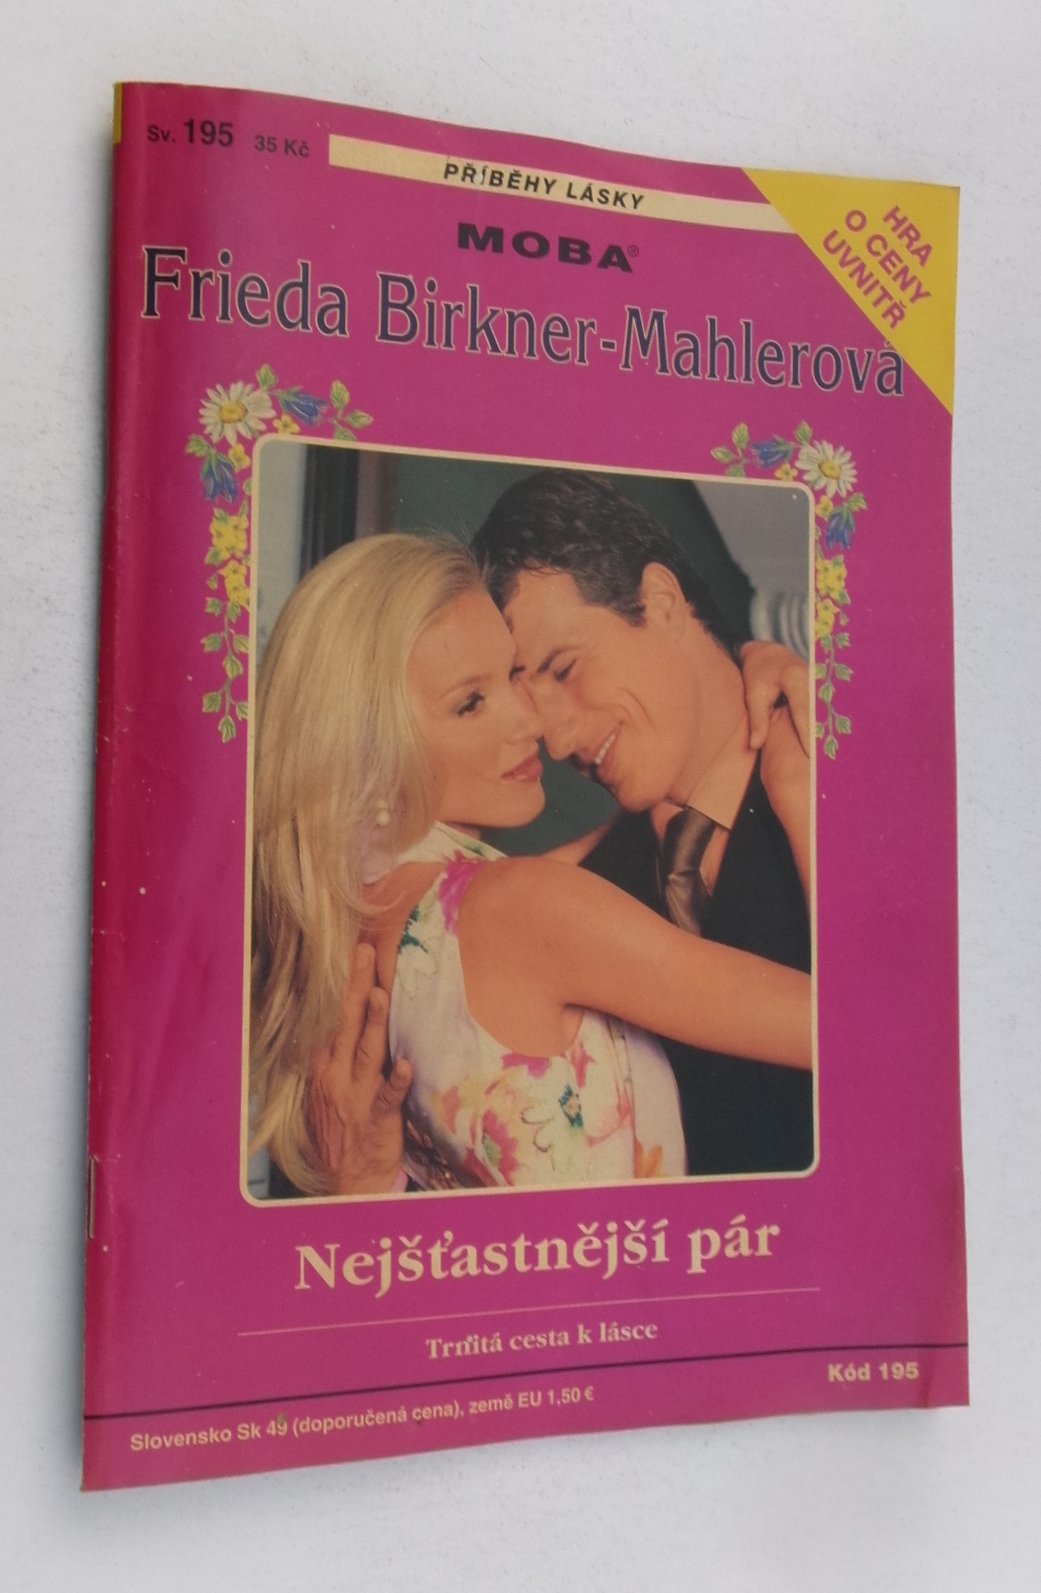 Sv. 195 35 Kč
PŘÍBĚHY LÁSKY
HRA
O CENY
UVNITŘ
MOBA®
Frieda Birkner-Mahlerová
Nejšťastnější pár
Trnitá cesta k lásce
Kód 195
Slovensko Sk 49 (doporučená cena), země EU 1,50 €